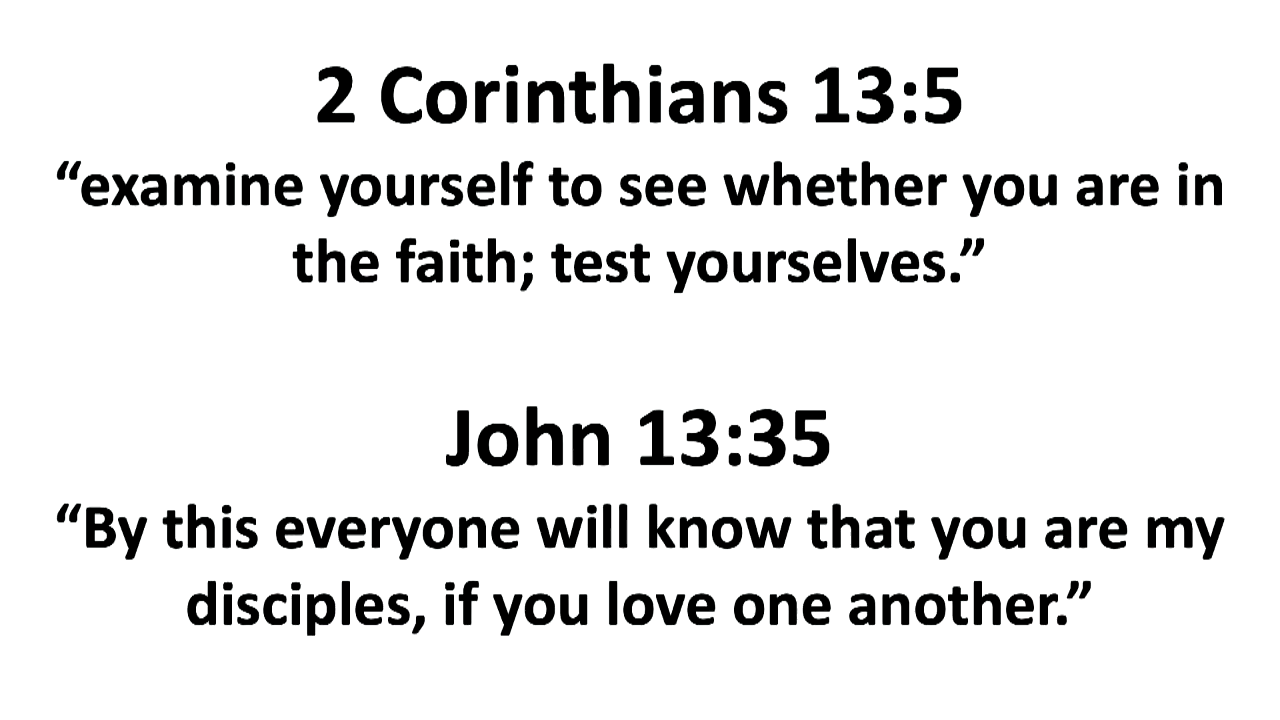 2 Corinthians 13:5
“examine yourself to see whether you are in
the faith; test yourselves.”
John 13:35
“By this everyone will know that you are my
disciples, if you love one another.”